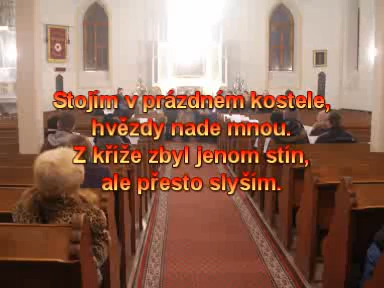 Stojím v prázdném kostele,
hvězdy nade mnou.
Z kříže zbyl jenom stín,
ale přesto slyším.